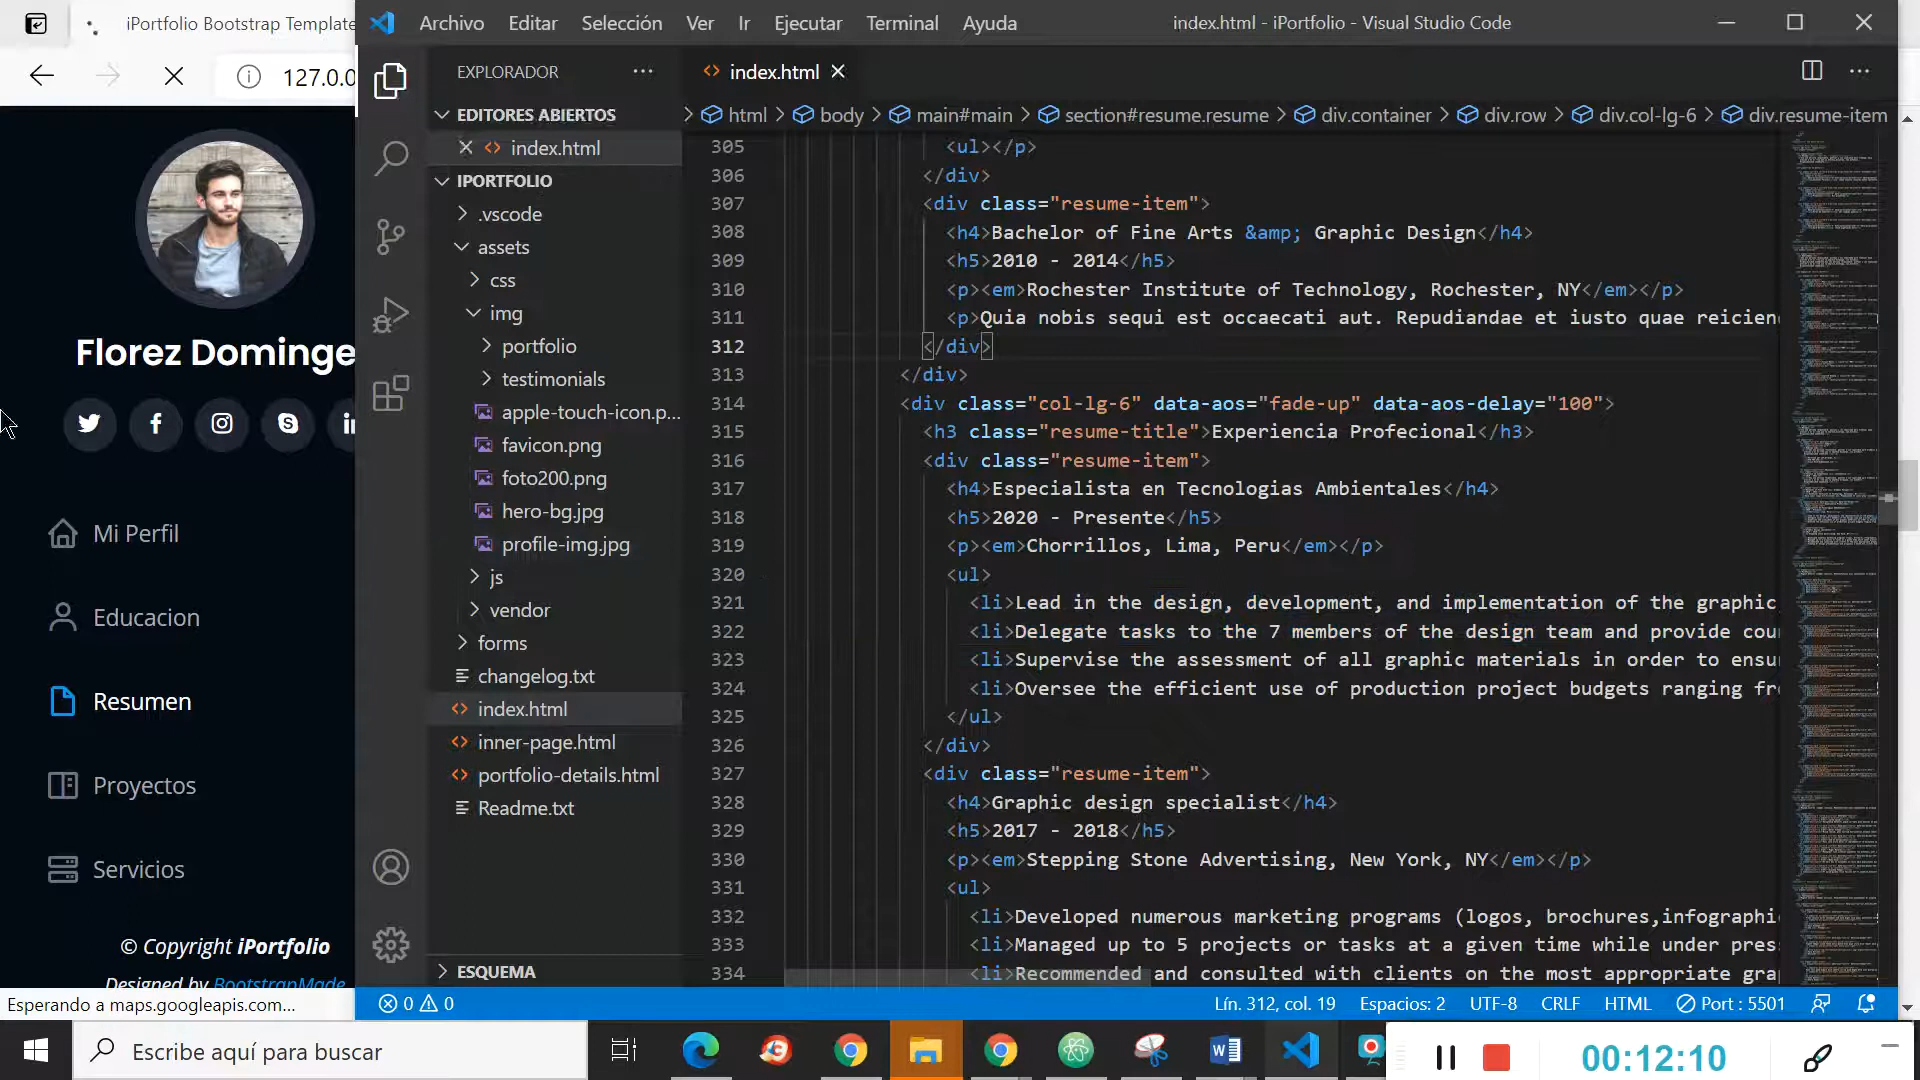 iPortfolio Bootstrap Template
127.0.0
Florez Dominge
Mi Perfil
Educacion
Resumen
Proyectos
Servicios
© Copyright iPortfolio
Designed by BootstrapMade
Esperando a maps.googleapis.com...
Archivo Editar Selección Ver Ir Ejecutar Terminal Ayuda
index.html - iPortfolio - Visual Studio Code
EXPLORADOR
EDITORES ABIERTOS
index.html
IPORTFOLIO
.vscode
assets
css
img
portfolio
testimonials
apple-touch-icon.p...
favicon.png
foto200.png
hero-bg.jpg
profile-img.jpg
js
vendor
forms
changelog.txt
index.html
inner-page.html
portfolio-details.html
Readme.txt
ESQUEMA
index.html
html > body > main#main > section#resume.resume > div.container > div.row > div.col-lg-6 > div.resume-item
305 <ul></p>
306 </div>
307 <div class="resume-item">
308 <h4>Bachelor of Fine Arts &amp; Graphic Design</h4>
309 <h5>2010 - 2014</h5>
310 <p><em>Rochester Institute of Technology, Rochester, NY</em></p>
311 <p>Quia nobis sequi est occaecati aut. Repudiandae et iusto quae reicien
312 </div>
313 </div>
314 <div class="col-lg-6" data-aos="fade-up" data-aos-delay="100">
315 <h3 class="resume-title">Experiencia Profecional</h3>
316 <div class="resume-item">
317 <h4>Especialista en Tecnologias Ambientales</h4>
318 <h5>2020 - Presente</h5>
319 <p><em>Chorrillos, Lima, Peru</em></p>
320 <ul>
321 <li>Lead in the design, development, and implementation of the graphic
322 <li>Delegate tasks to the 7 members of the design team and provide cou
323 <li>Supervise the assessment of all graphic materials in order to ensu
324 <li>Oversee the efficient use of production project budgets ranging fr
325 </ul>
326 </div>
327 <div class="resume-item">
328 <h4>Graphic design specialist</h4>
329 <h5>2017 - 2018</h5>
330 <p><em>Stepping Stone Advertising, New York, NY</em></p>
331 <ul>
332 <li>Developed numerous marketing programs (logos, brochures,infographi
333 <li>Managed up to 5 projects or tasks at a given time while under pres
334 <li>Recommended and consulted with clients on the most appropriate gra
0 0
Lín. 312, col. 19 Espacios: 2 UTF-8 CRLF HTML Port : 5501
Escribe aquí para buscar
00:12:10